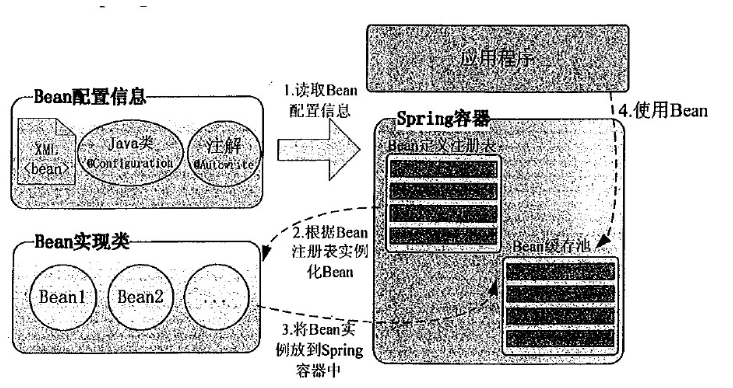 应用程序
Bean配置信息
1.读取Bean
配置信息
XML
<bean>
Java类
@Configuration
注解
@Autowrite
Spring容器
4.使用Bean
Bean定义注册表
Bean实现类
2.根据Bean
注册表实例
化Bean
Bean缓存池
Bean1
Bean2
...
3.将Bean实
例放到Spring
容器中